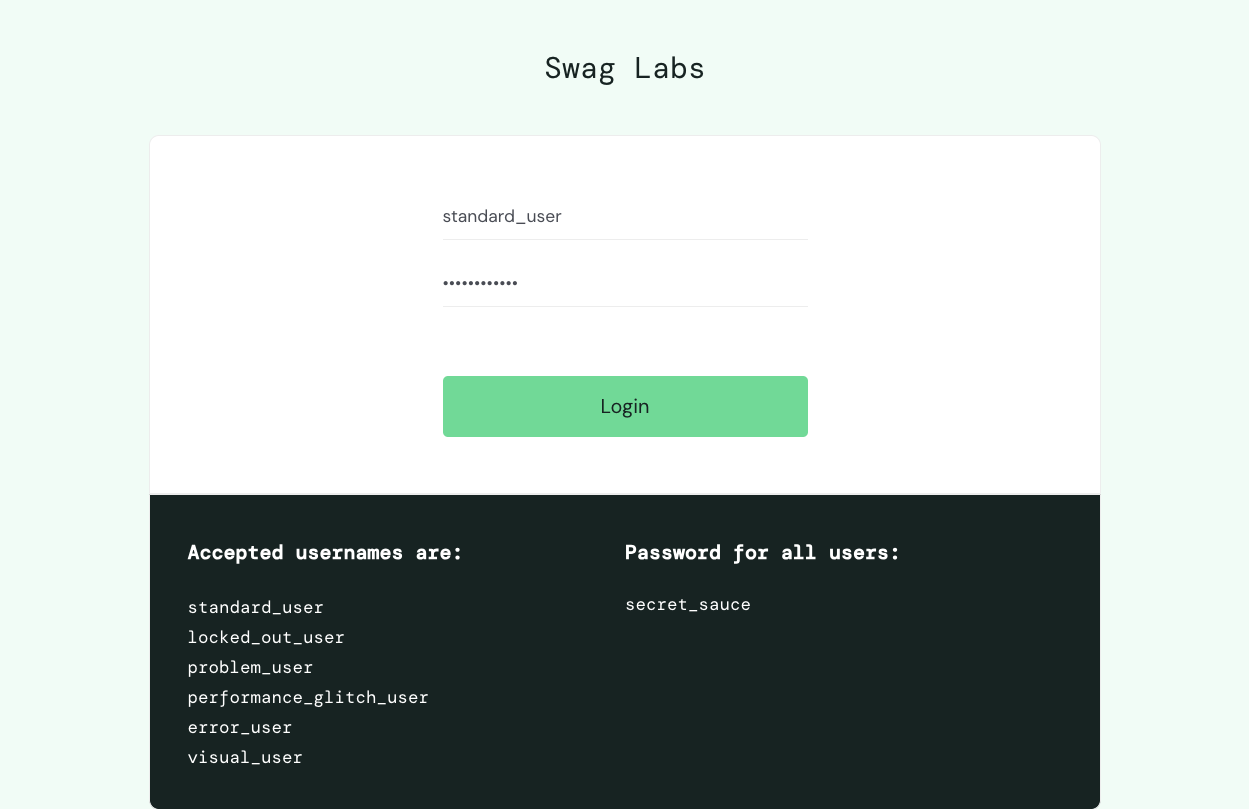 Swag Labs
standard_user
••••••••••••
Login
Accepted usernames are:
standard_user
locked_out_user
problem_user
performance_glitch_user
error_user
visual_user
Password for all users:
secret_sauce